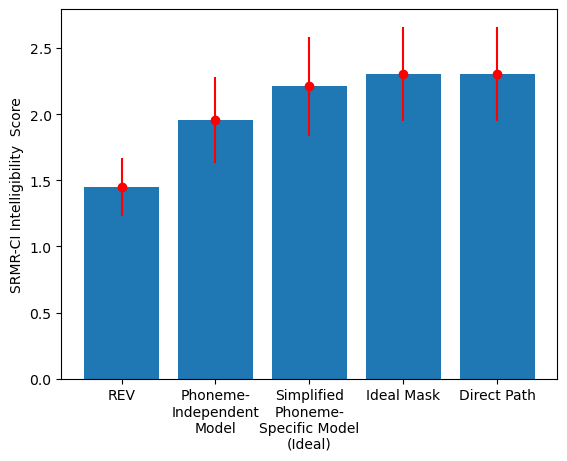 2.5
2.0
1.5
1.0
0.5
0.0
SRMR-CI Intelligibility  Score
REV
Phoneme-
Independent
Model
Simplified
Phoneme-
Specific Model
(Ideal)
Ideal Mask
Direct Path